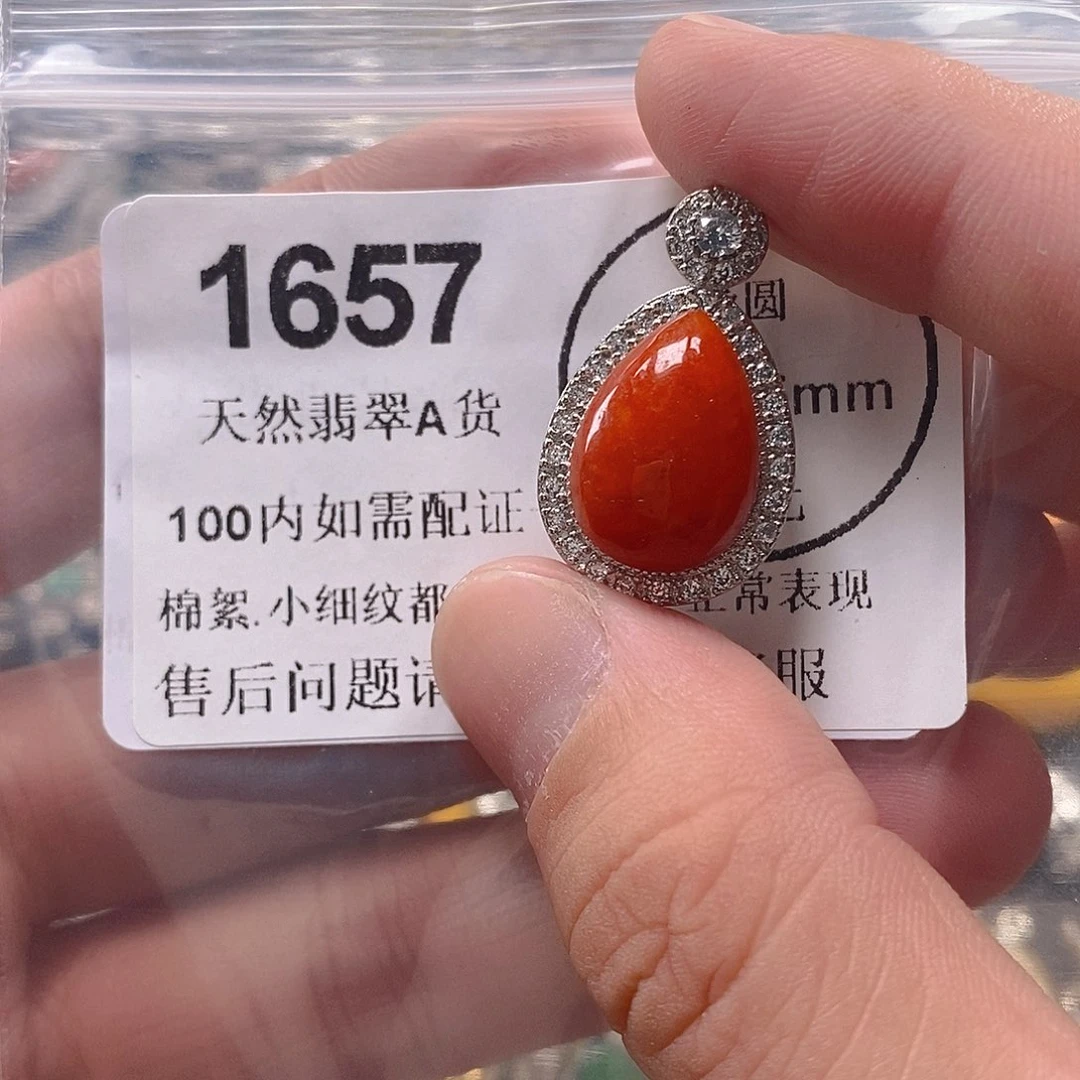 1657
圆
天然翡翠A货
mm
100内如需配证
棉絮.小细纹都
常表现
售后问题请
服